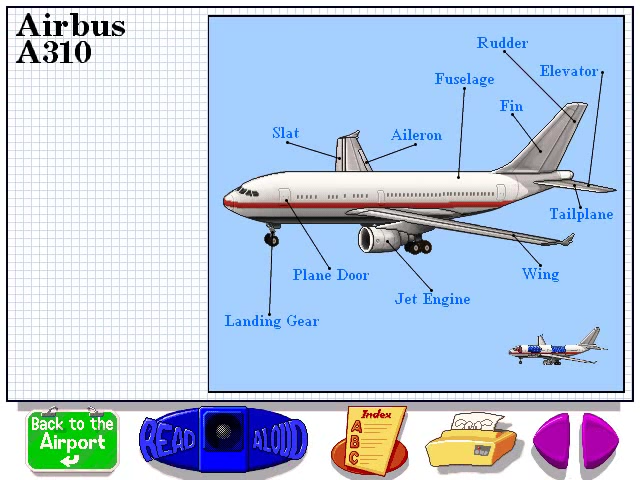 Airbus
A310
Rudder
Elevator
Fuselage
Fin
Slat
Aileron
Tailplane
Plane Door
Wing
Jet Engine
Landing Gear
Back to the
Airport
READ ALOUD
Index
A
B
C